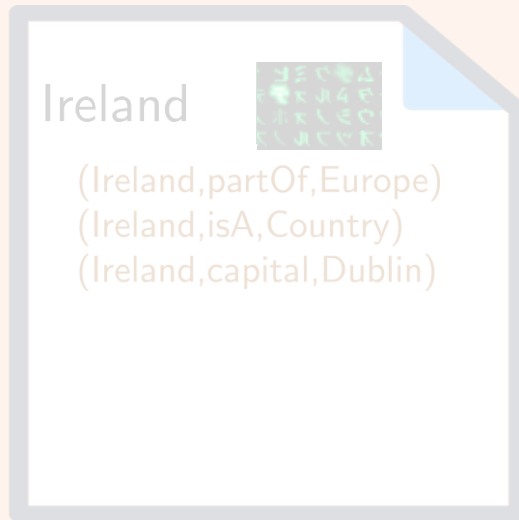 Ireland
(Ireland,partOf,Europe)
(Ireland,isA,Country)
(Ireland,capital,Dublin)